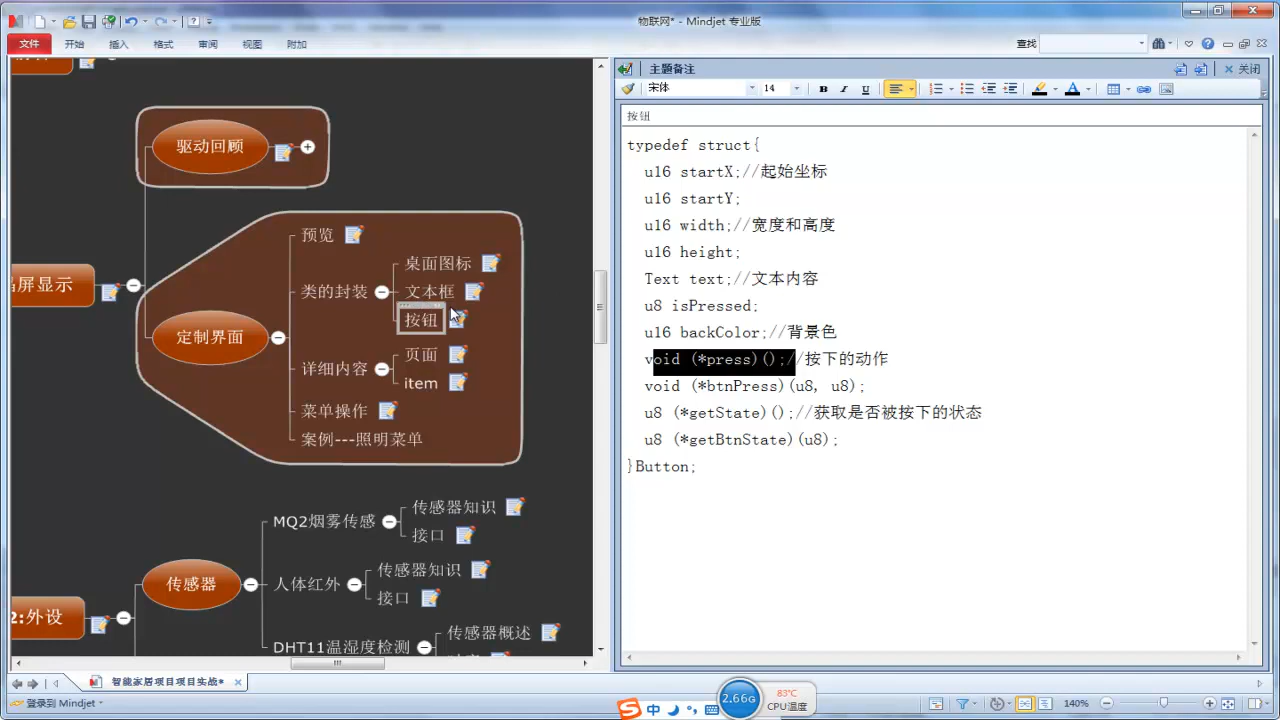 物联网* - Mindjet 专业版
文件
开始
插入
格式
审阅
视图
附加
查找
驱动回顾
预览
桌面图标
类的封装
文本框
按钮
屏显示
定制界面
页面
详细内容
item
菜单操作
案例---照明菜单
传感器知识
MQ2烟雾传感
接口
传感器知识
传感器
人体红外
接口
2:外设
传感器概述
DHT11温湿度检测
主题备注
关闭
宋体
14
B I U
按钮
typedef struct{
u16 startX;//起始坐标
u16 startY;
u16 width;//宽度和高度
u16 height;
Text text;//文本内容
u8 isPressed;
u16 backColor;//背景色
void (*press)();//按下的动作
void (*btnPress)(u8, u8);
u8 (*getState)();//获取是否被按下的状态
u8 (*getBtnState)(u8);
}Button;
智能家居项目项目实战*
登录到 Mindjet
中
2.66G
83℃
CPU温度
140%